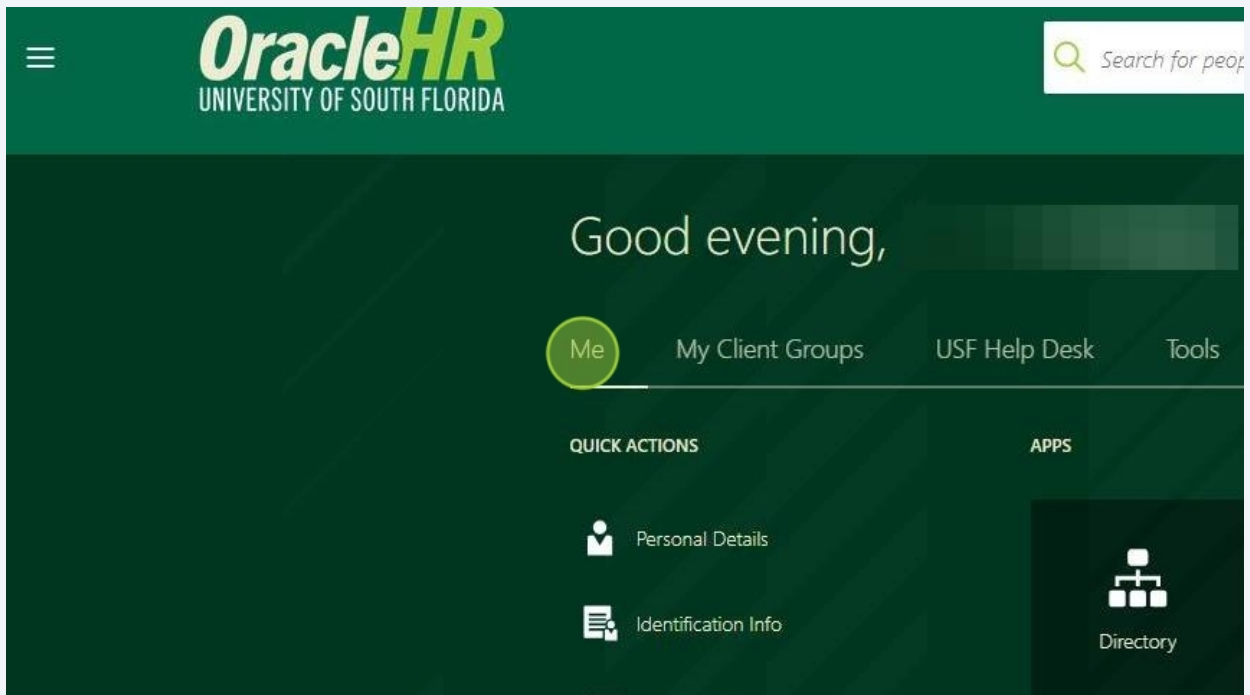 OracleHR
UNIVERSITY OF SOUTH FLORIDA
Search for
Good evening,
Me My Client Groups USF Help Desk Tools
QUICK ACTIONS APPS
Personal Details
Identification Info
Directory